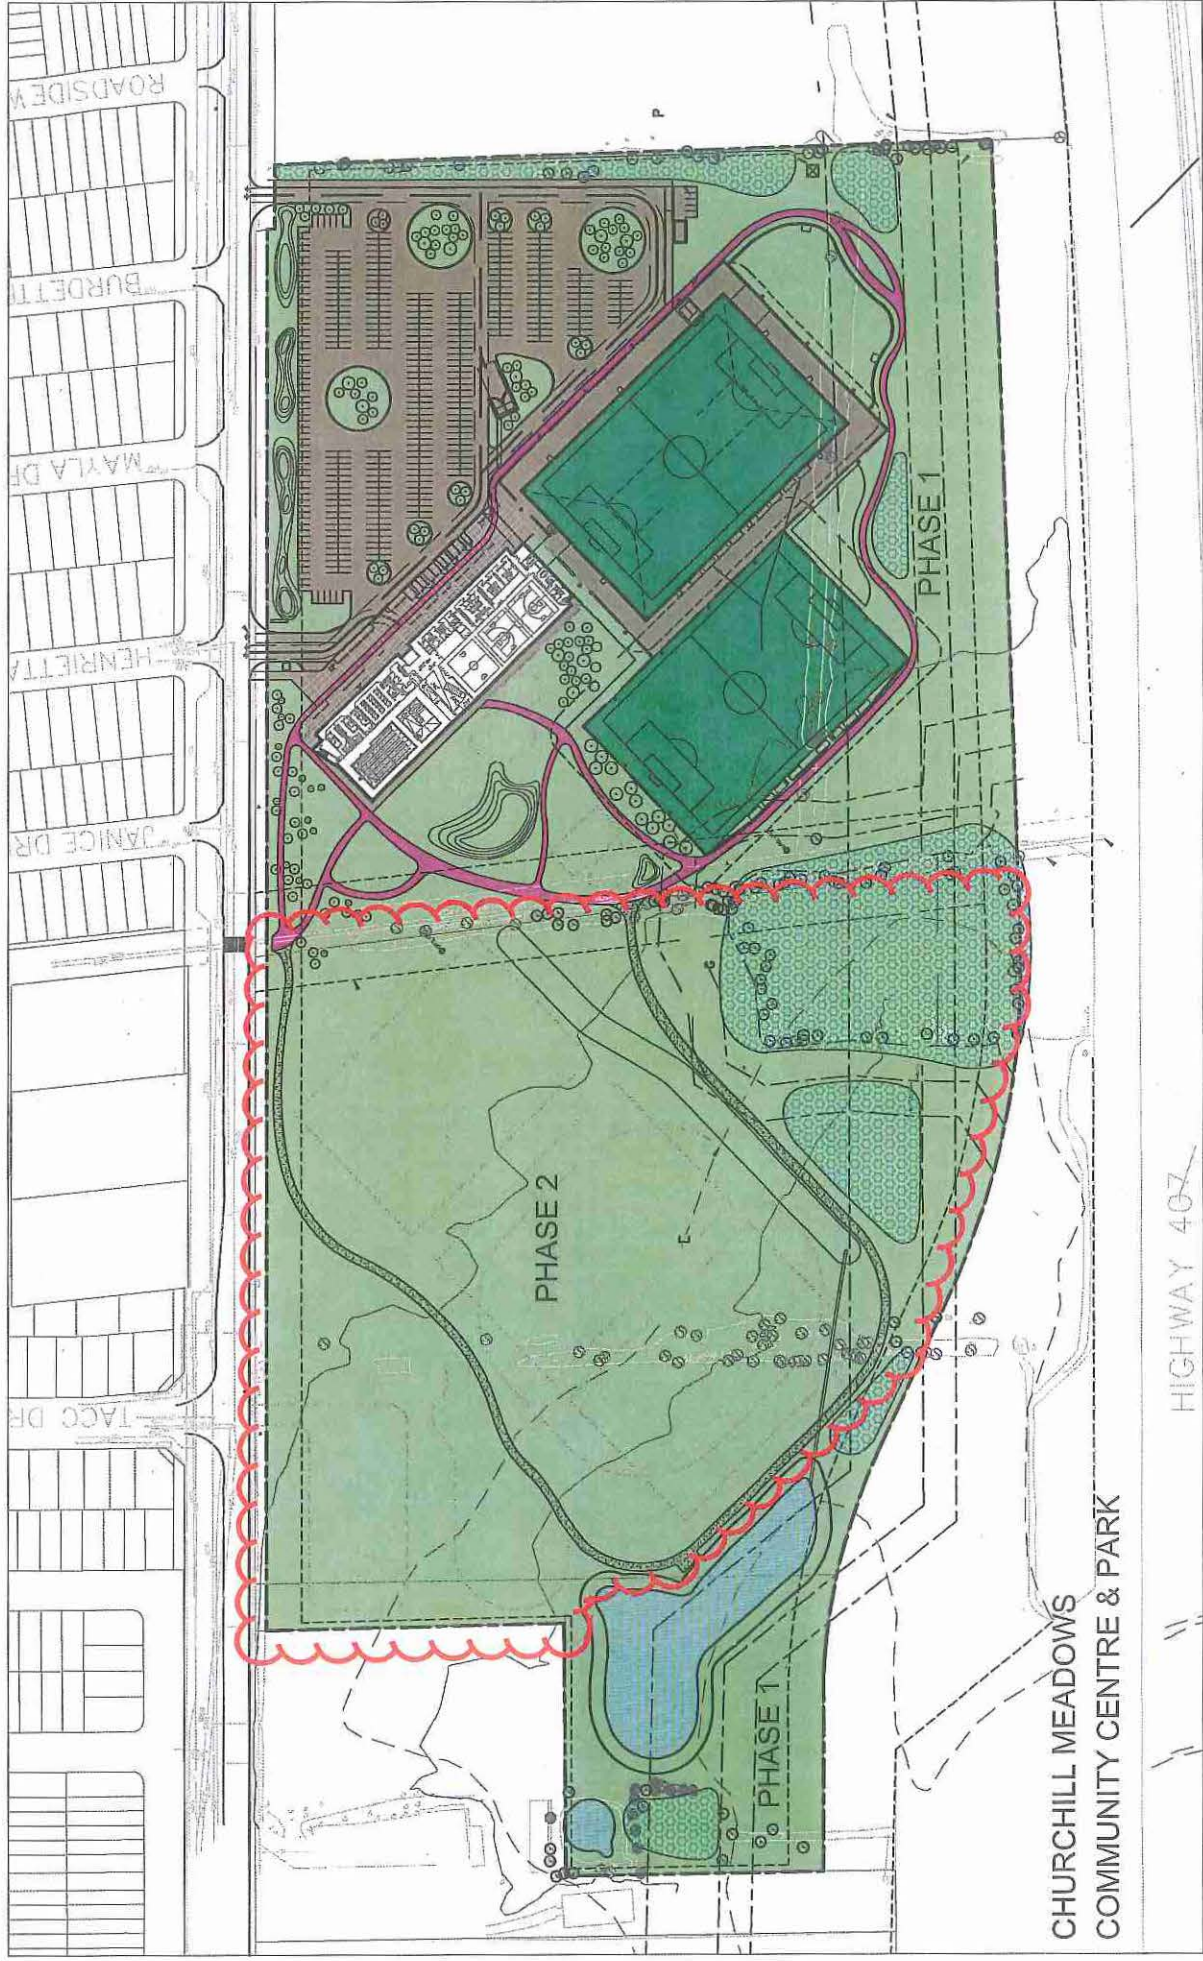 ROADSIDEW
BURDETT
MAYLA DR
HENRIETTA
JANICE DR
TACC DR
P
PHASE 1
PHASE 2
G
PHASE 1
HIGHWAY 407
CHURCHILL MEADOWS
COMMUNITY CENTRE & PARK